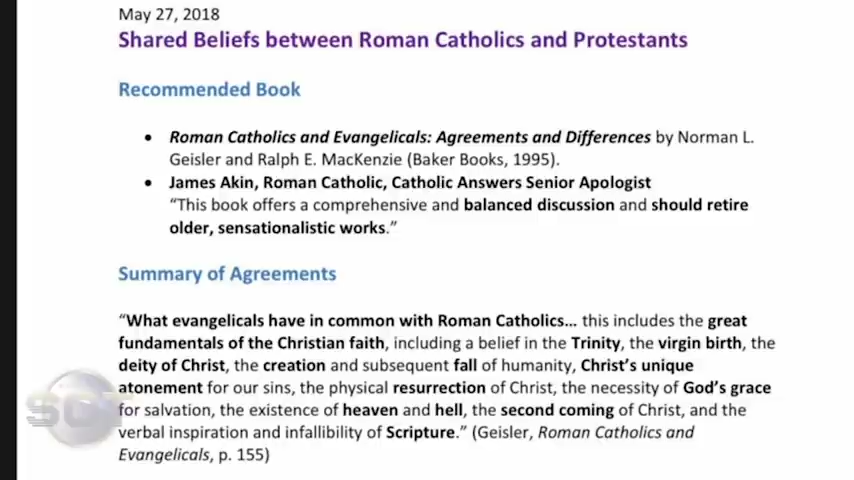 May 27, 2018
Shared Beliefs between Roman Catholics and Protestants
Recommended Book
• Roman Catholics and Evangelicals: Agreements and Differences by Norman L.
Geisler and Ralph E. MacKenzie (Baker Books, 1995).
• James Akin, Roman Catholic, Catholic Answers Senior Apologist
“This book offers a comprehensive and balanced discussion and should retire
older, sensationalistic works.”
Summary of Agreements
“What evangelicals have in common with Roman Catholics… this includes the great
fundamentals of the Christian faith, including a belief in the Trinity, the virgin birth, the
deity of Christ, the creation and subsequent fall of humanity, Christ’s unique
atonement for our sins, the physical resurrection of Christ, the necessity of God’s grace
for salvation, the existence of heaven and hell, the second coming of Christ, and the
verbal inspiration and infallibility of Scripture.” (Geisler, Roman Catholics and
Evangelicals, p. 155)